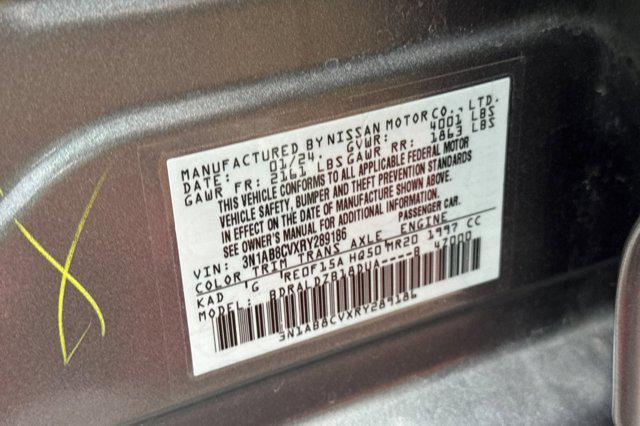 MANUFACTURED BY NISSAN MOTOR CO., LTD.
DATE: 01/24, GVWR: 4001 LBS
GAWR FR: 2161 LBS GAWR RR: 1863 LBS
THIS VEHICLE CONFORMS TO ALL APPLICABLE FEDERAL MOTOR
VEHICLE SAFETY, BUMPER AND THEFT PREVENTION STANDARDS
IN EFFECT ON THE DATE OF MANUFACTURE SHOWN ABOVE.
SEE OWNER'S MANUAL FOR ADDITIONAL INFORMATION.
VIN: 3N1AB8CVXRY289186 PASSENGER CAR.
COLOR TRIM TRANS AXLE ENGINE
KAD 'G 'RE0F15A HQ50 MR20 1997 CC
MODEL: BDRALDZB18DUA----B 47000
3N1AB8CVXRY289186